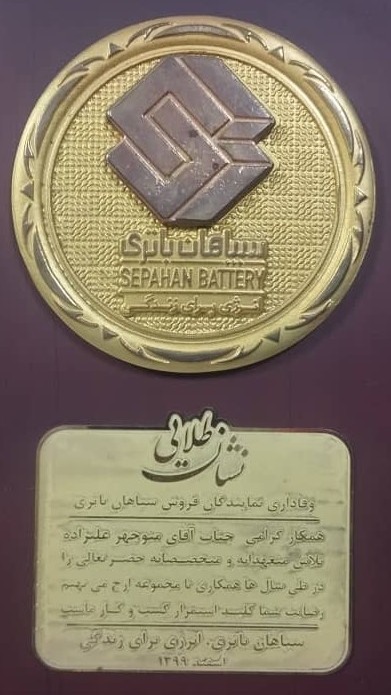 سپاهان باتری
SEPAHAN BATTERY
انرژی برای زندگی
نشان طلایی
وفاداری نمایندگان فروش سپاهان باتری
همکار گرامی جناب آقای منوچهر علیزاده
تلاش متعهدانه و متخصصانه حضرتعالی را
در طی سال ها همکاری با مجموعه ارج می نهیم
رضایت شما کلید استمرار کسب و کار ماست
سپاهان باتری، انرژی برای زندگی
اسفند ۱۳۹۹